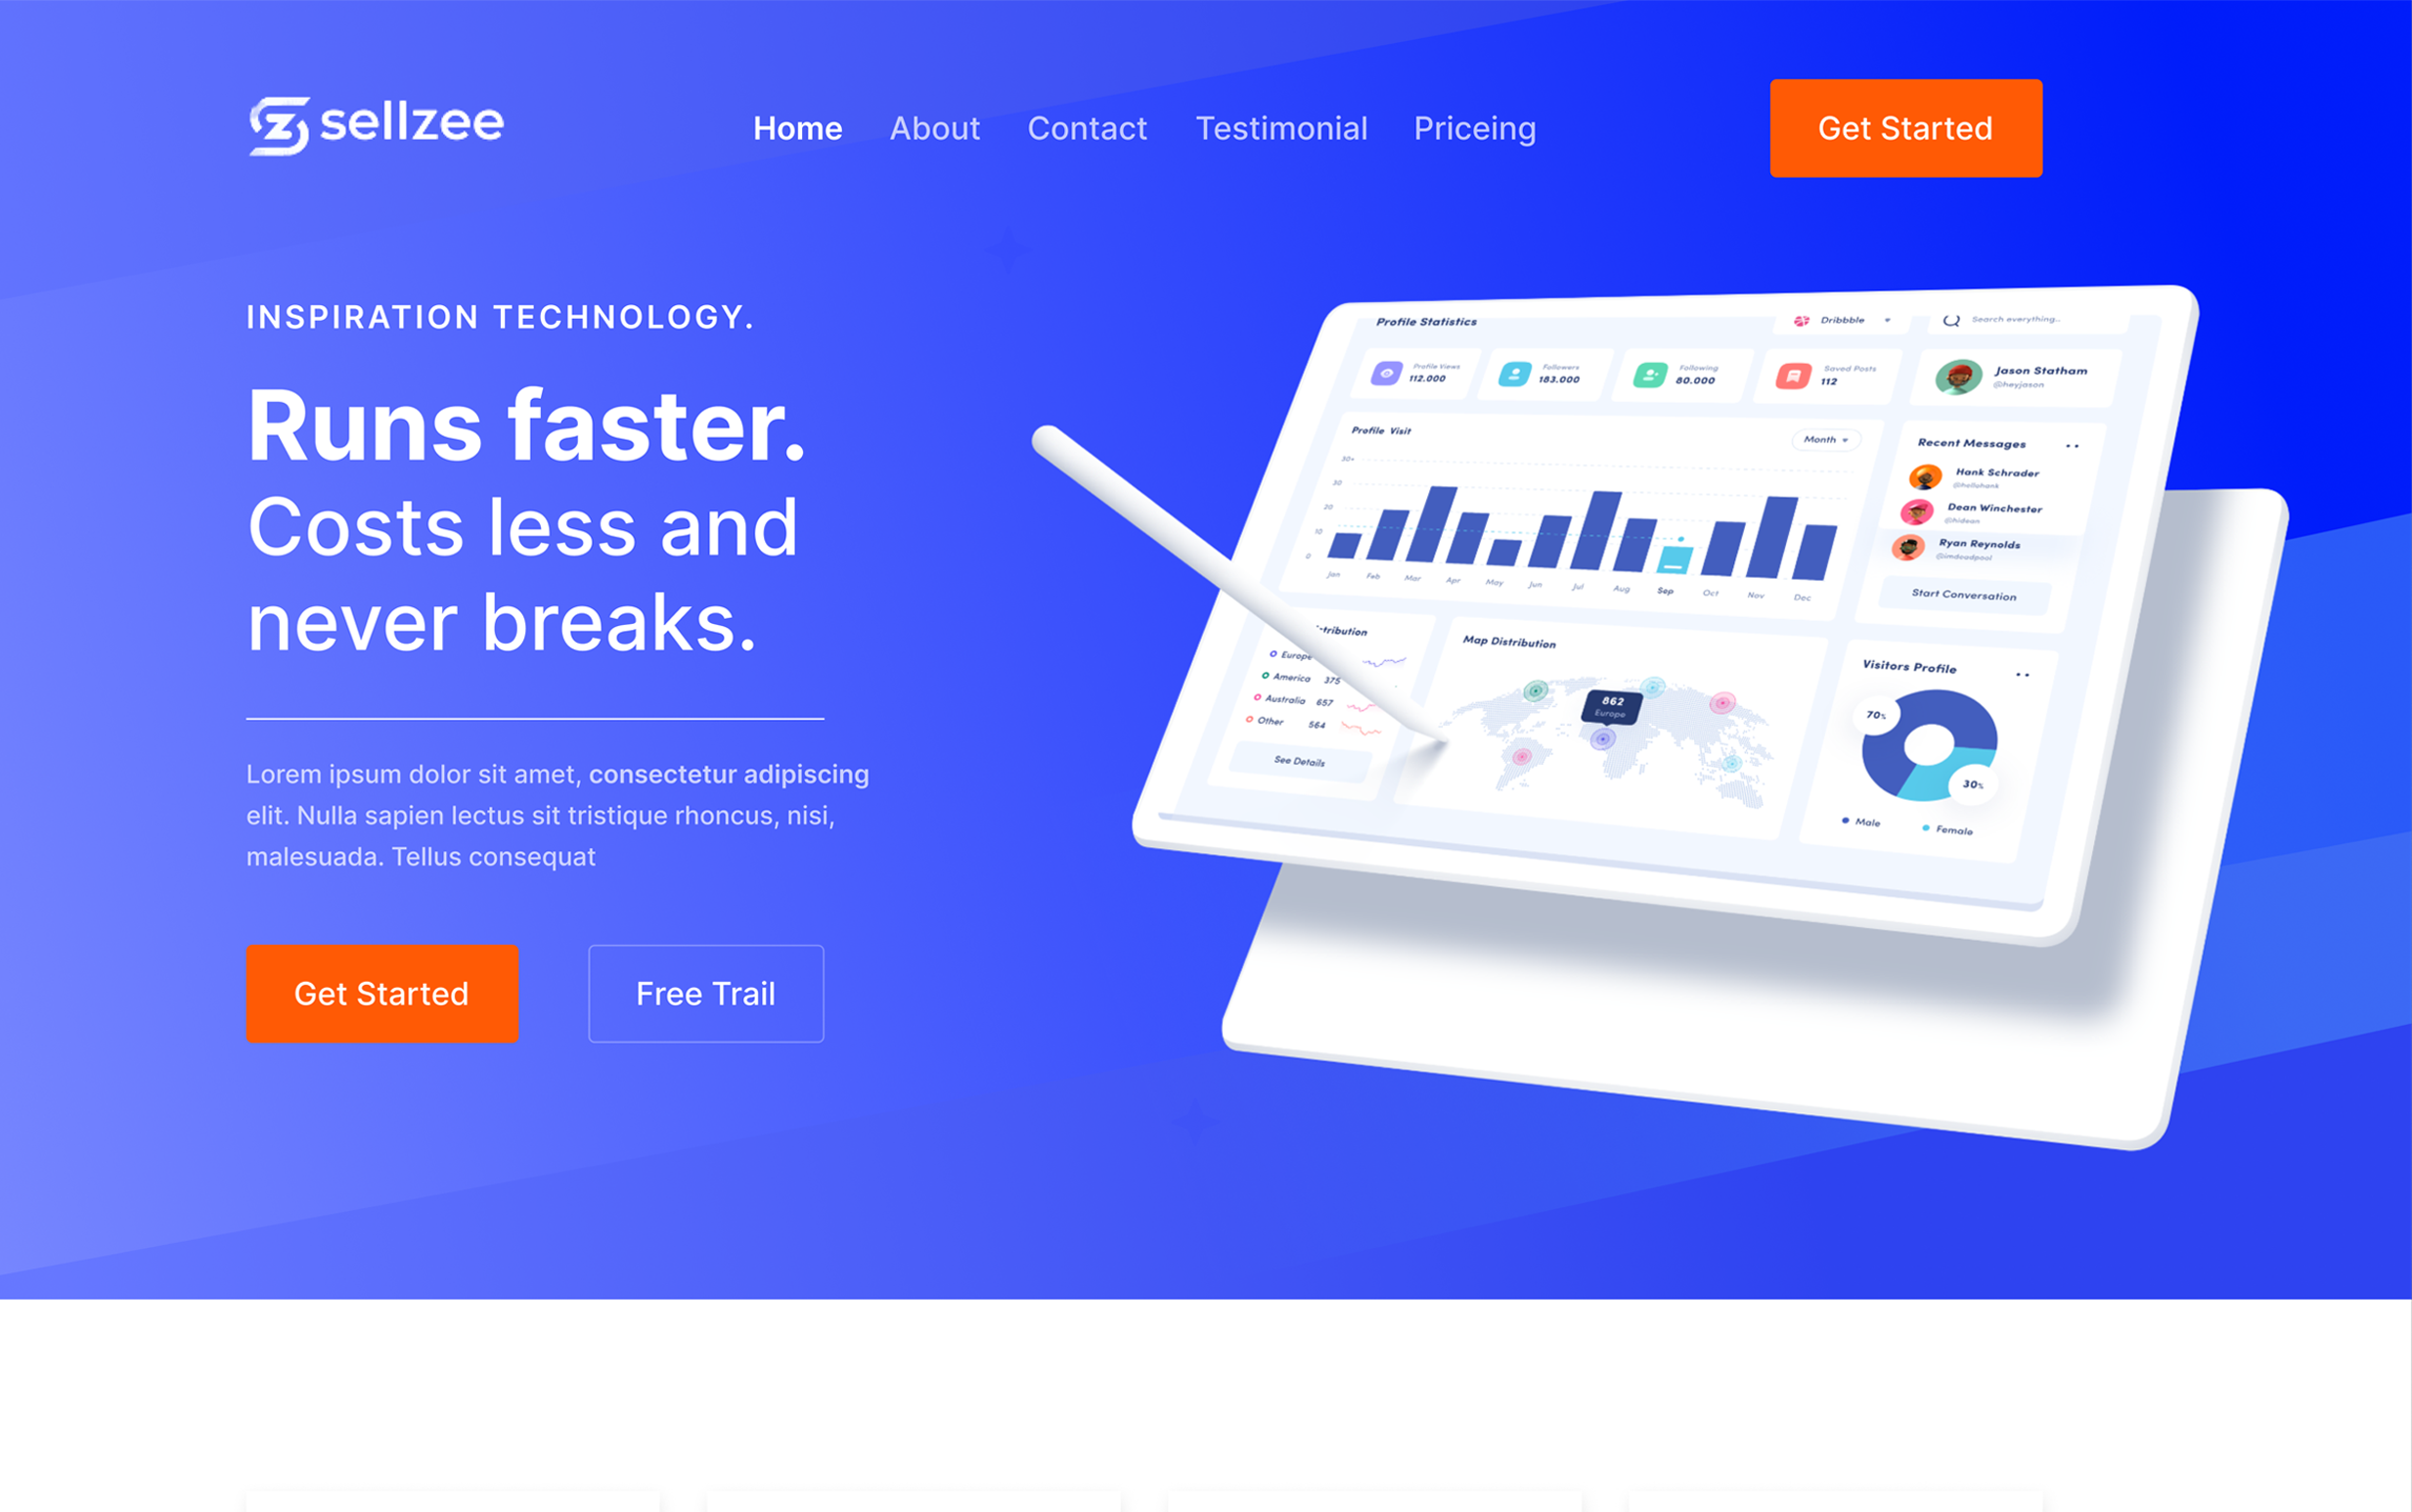 sellzee
Home About Contact Testimonial Priceing
Get Started
INSPIRATION TECHNOLOGY.
Runs faster.
Costs less and
never breaks.
Lorem ipsum dolor sit amet, consectetur adipiscing
elit. Nulla sapien lectus sit tristique rhoncus, nisi,
malesuada. Tellus consequat
Get Started
Free Trail
Profile Statistics
Dribbble
Search everything..
Profile Views
112.000
Followers
183.000
Following
80.000
Saved Posts
112
Jason Statham
@heyjason
Profile Visit
Month
30+
30
20
10
0
Jan Feb Mar Apr May Jun Jul Aug Sep Oct Nov Dec
Recent Messages
Hank Schrader
@hellohank
Dean Winchester
@hidean
Ryan Reynolds
@imdeadpool
Start Conversation
Europe
America 375
Australia 657
Other 564
See Details
Map Distribution
862
Europe
Visitors Profile
70%
30%
Male
Female